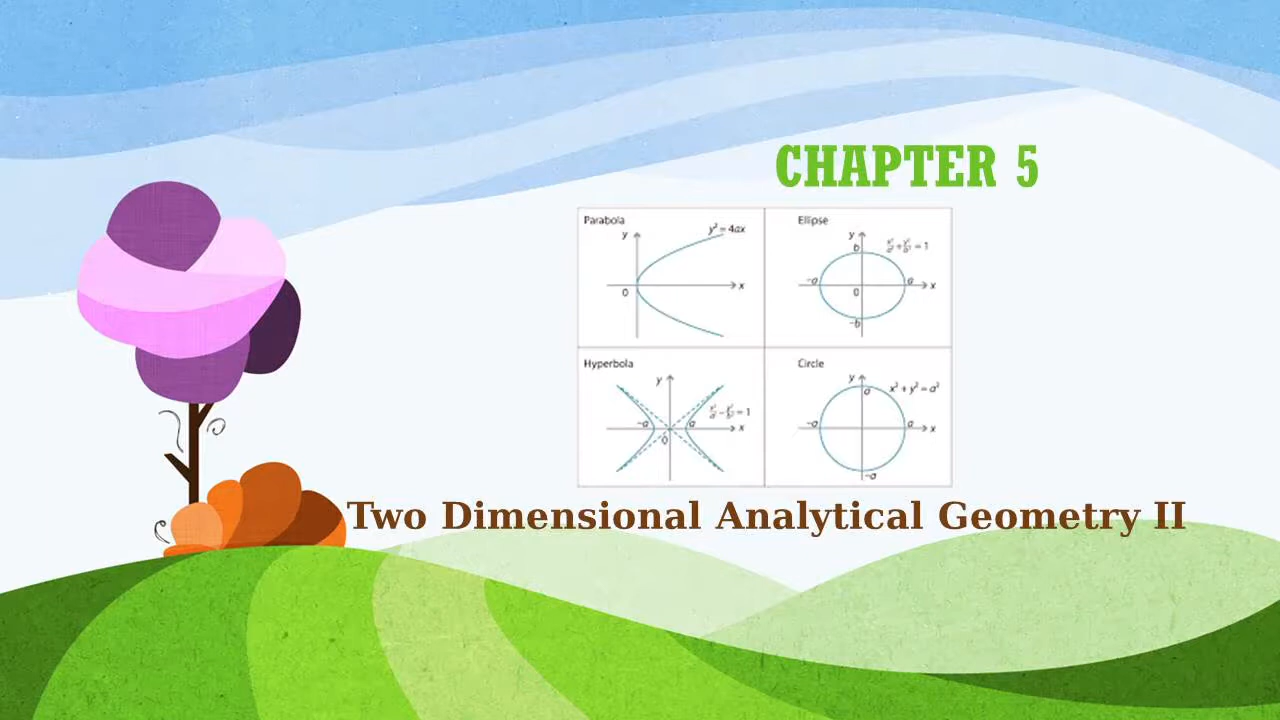 CHAPTER 5
Parabola
y² = 4ax
y
x
0
Ellipse
y
b
x²/a² + y²/b² = 1
-a
a
x
0
-b
Hyperbola
y
x²/a² - y²/b² = 1
-a
a
x
0
Circle
y
a
x² + y² = a²
-a
a
x
-a
Two Dimensional Analytical Geometry II